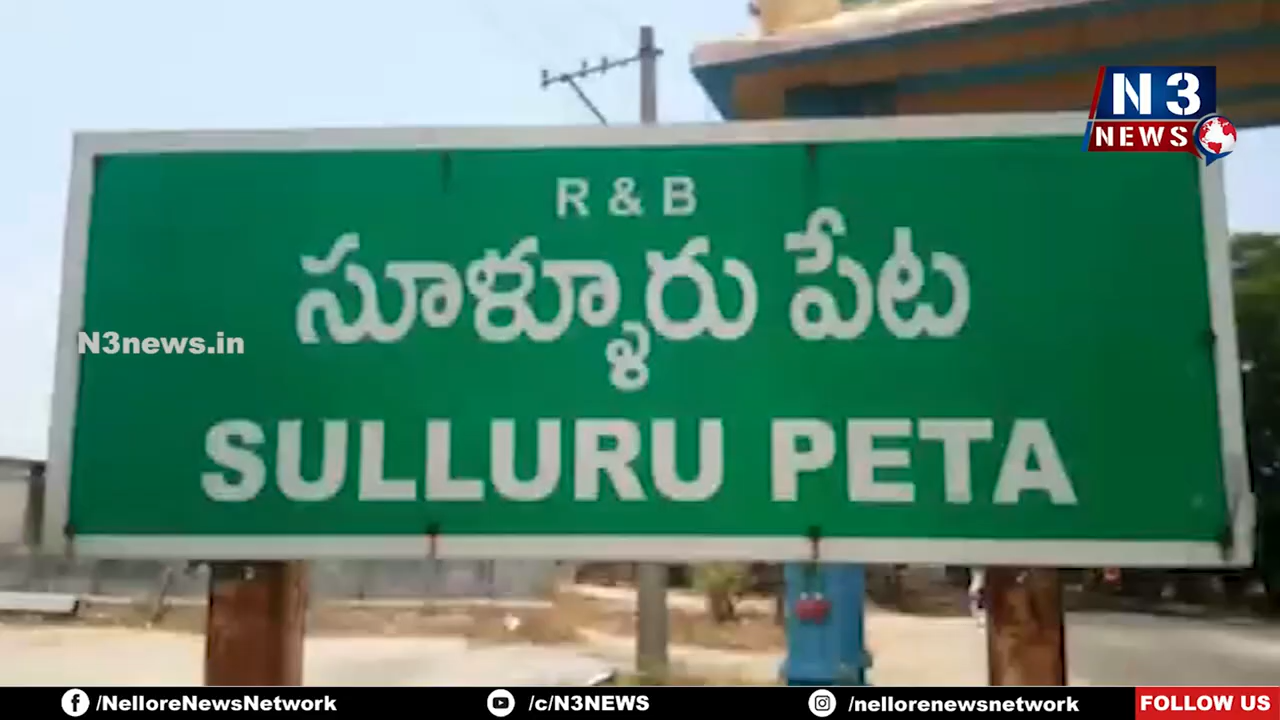 N3
NEWS
R & B
సూళ్ళూరు పేట
N3news.in
SULLURU PETA
/NelloreNewsNetwork
/c/N3NEWS
/nellorenewsnetwork
FOLLOW US